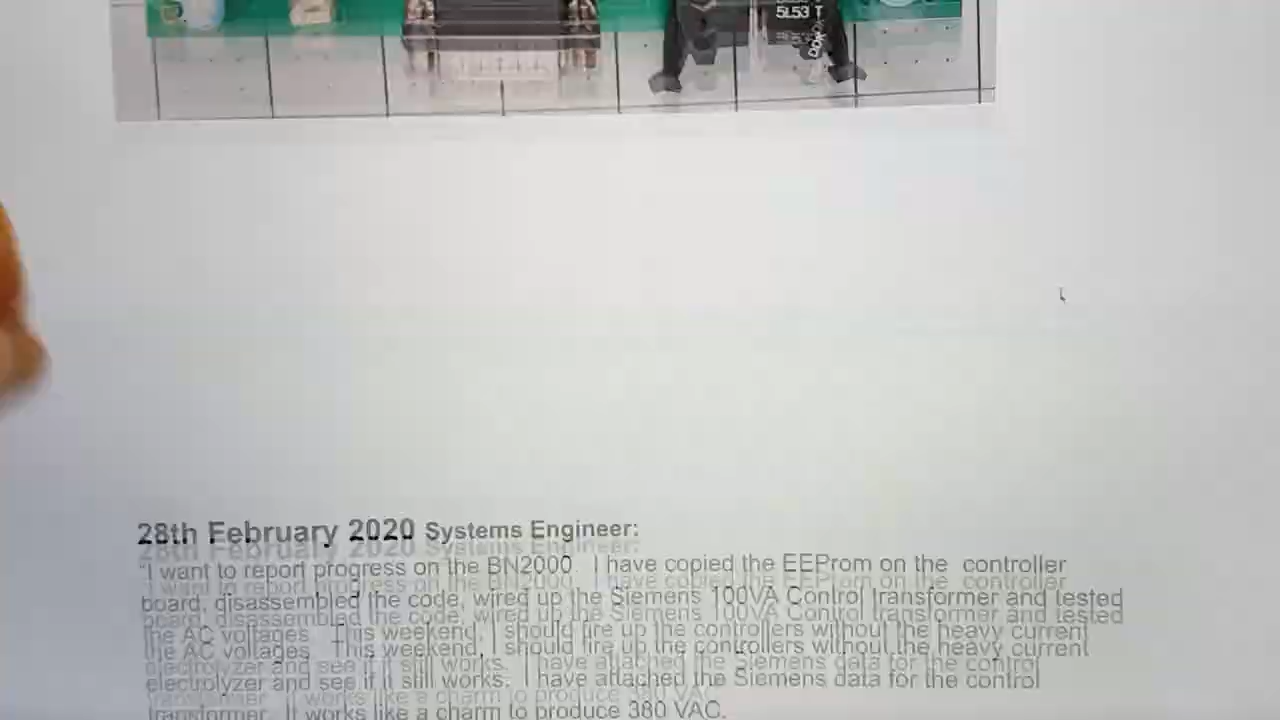 5L53 T
28th February 2020 Systems Engineer:
"I want to report progress on the BN2000. I have copied the EEProm on the controller
board, disassembled the code, wired up the Siemens 100VA Control transformer and tested
the AC voltages. This weekend, I should fire up the controllers without the heavy current
electrolyzer and see if it still works. I have attached the Siemens data for the control
transformer. It works like a charm to produce 380 VAC.